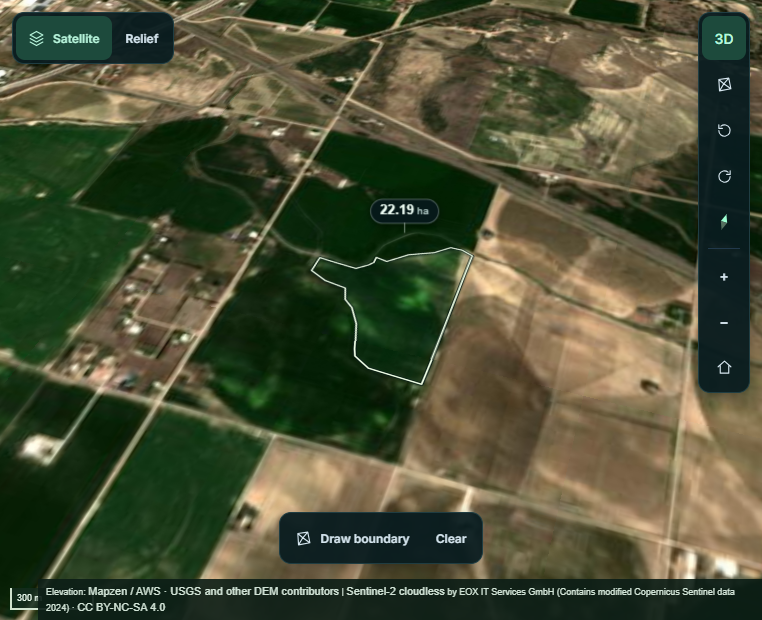 Satellite
Relief
3D
22.19 ha
+
−
Draw boundary
Clear
300
Elevation: Mapzen / AWS · USGS and other DEM contributors | Sentinel-2 cloudless by EOX IT Services GmbH (Contains modified Copernicus Sentinel data
2024) · CC BY-NC-SA 4.0